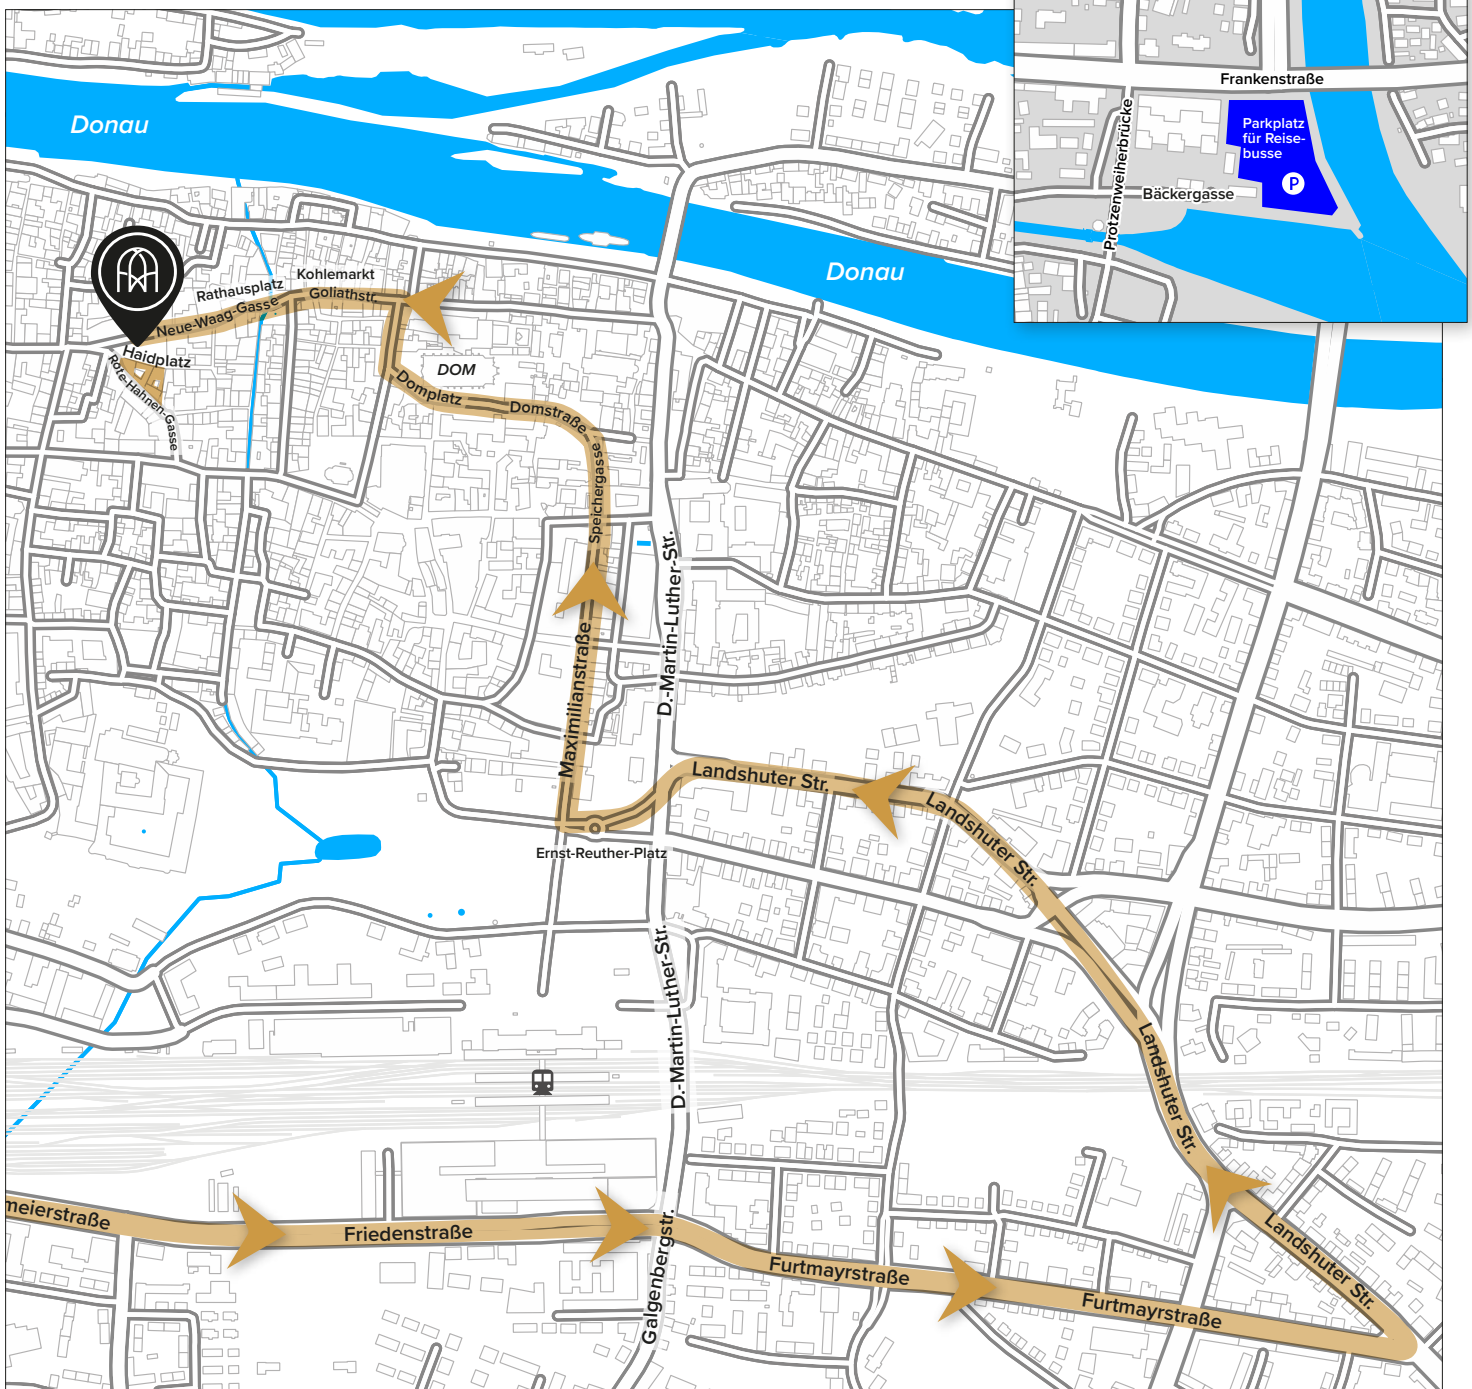 Donau
Frankenstraße
Parkplatz
für Reise-
busse
P
Protzenweiherbrücke
Bäckergasse
Donau
Kohlemarkt
Rathausplatz
Goliathstr.
Neue-Waag-Gasse
Haidplatz
Rote-Hahnen-Gasse
DOM
Domplatz
Domstraße
Speichergasse
D.-Martin-Luther-Str.
Maximilianstraße
Landshuter Str.
Landshuter Str.
Ernst-Reuther-Platz
D.-Martin-Luther-Str.
Landshuter Str.
meierstraße
Friedenstraße
Galgenbergstr.
Furtmayrstraße
Furtmayrstraße
Landshuter Str.